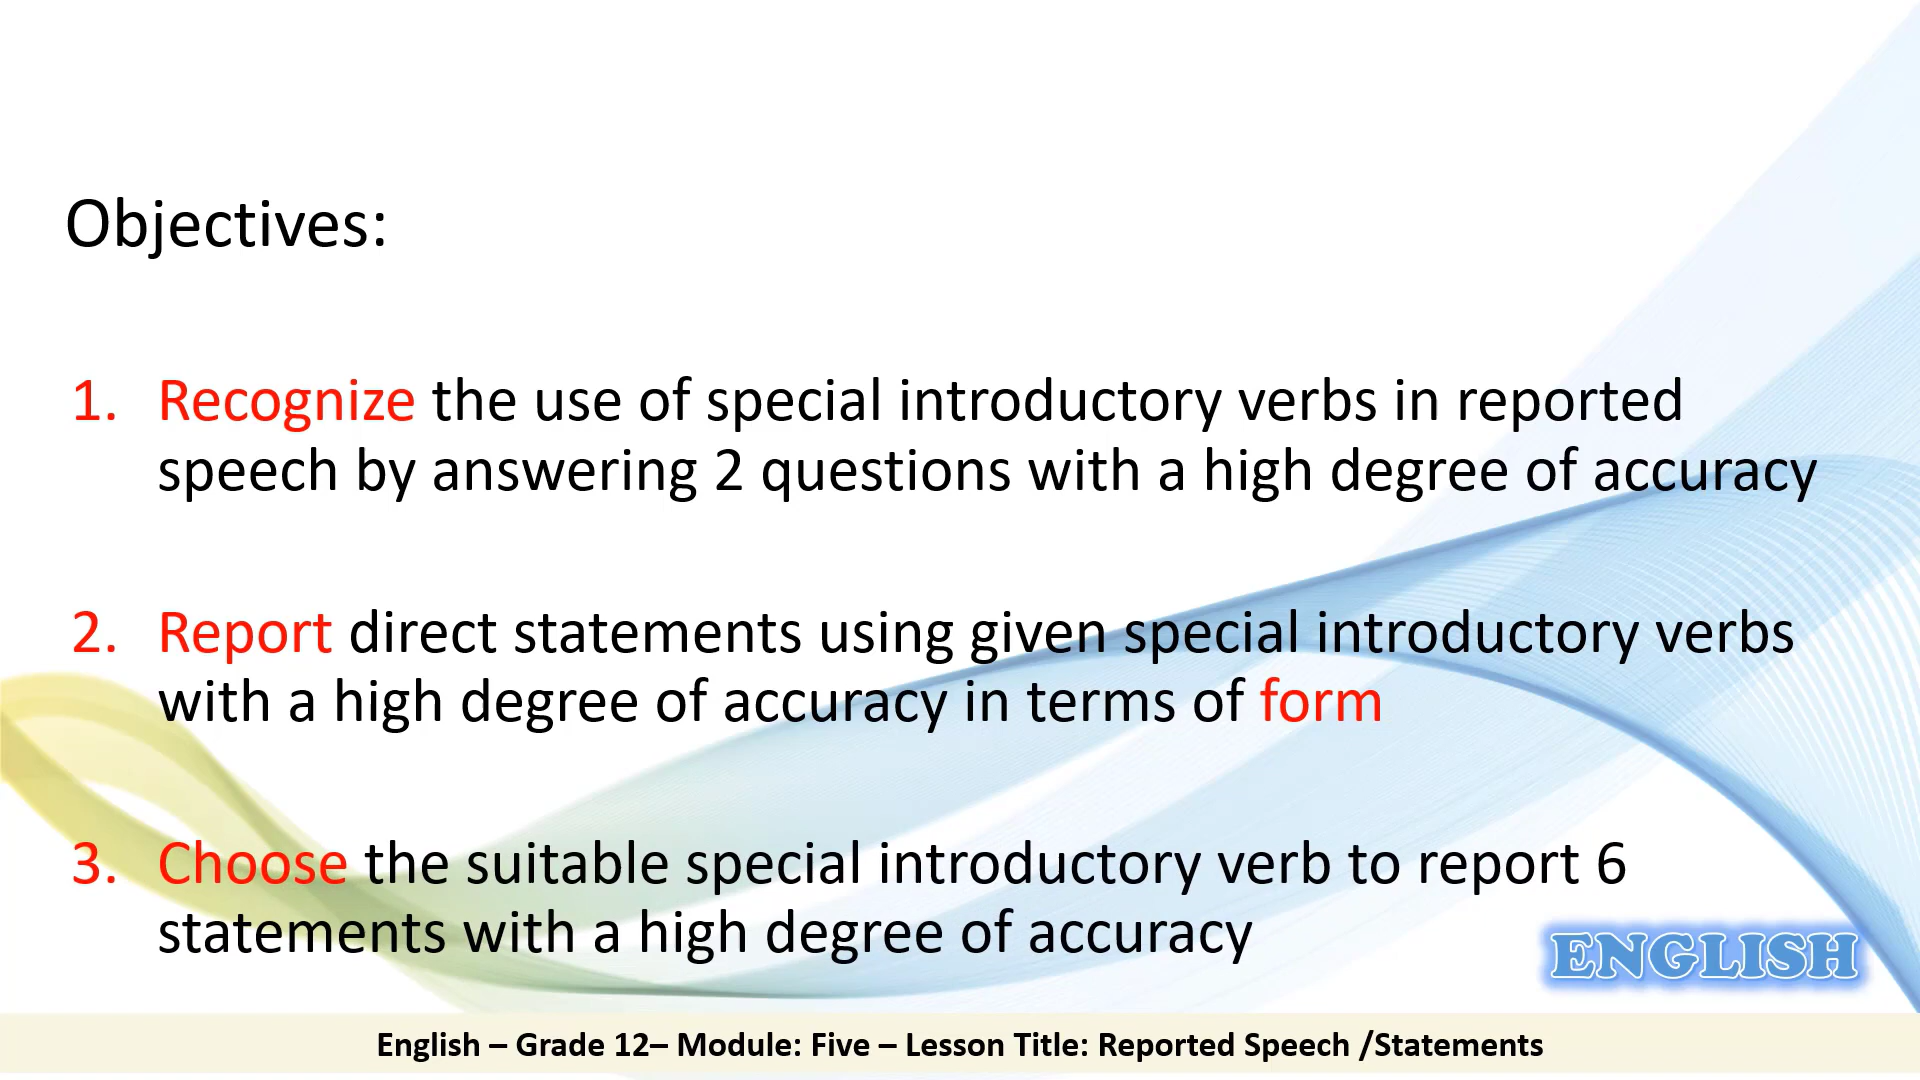 Objectives:
1. Recognize the use of special introductory verbs in reported
speech by answering 2 questions with a high degree of accuracy
2. Report direct statements using given special introductory verbs
with a high degree of accuracy in terms of form
3. Choose the suitable special introductory verb to report 6
statements with a high degree of accuracy
ENGLISH
English – Grade 12– Module: Five – Lesson Title: Reported Speech /Statements